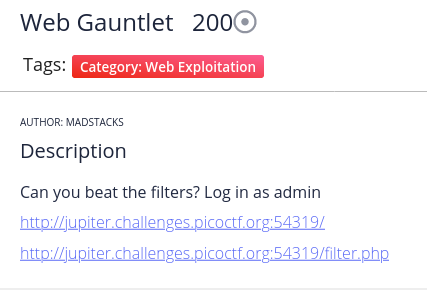 Web Gauntlet 200
Tags: Category: Web Exploitation
AUTHOR: MADSTACKS
Description
Can you beat the filters? Log in as admin
http://jupiter.challenges.picoctf.org:54319/
http://jupiter.challenges.picoctf.org:54319/filter.php